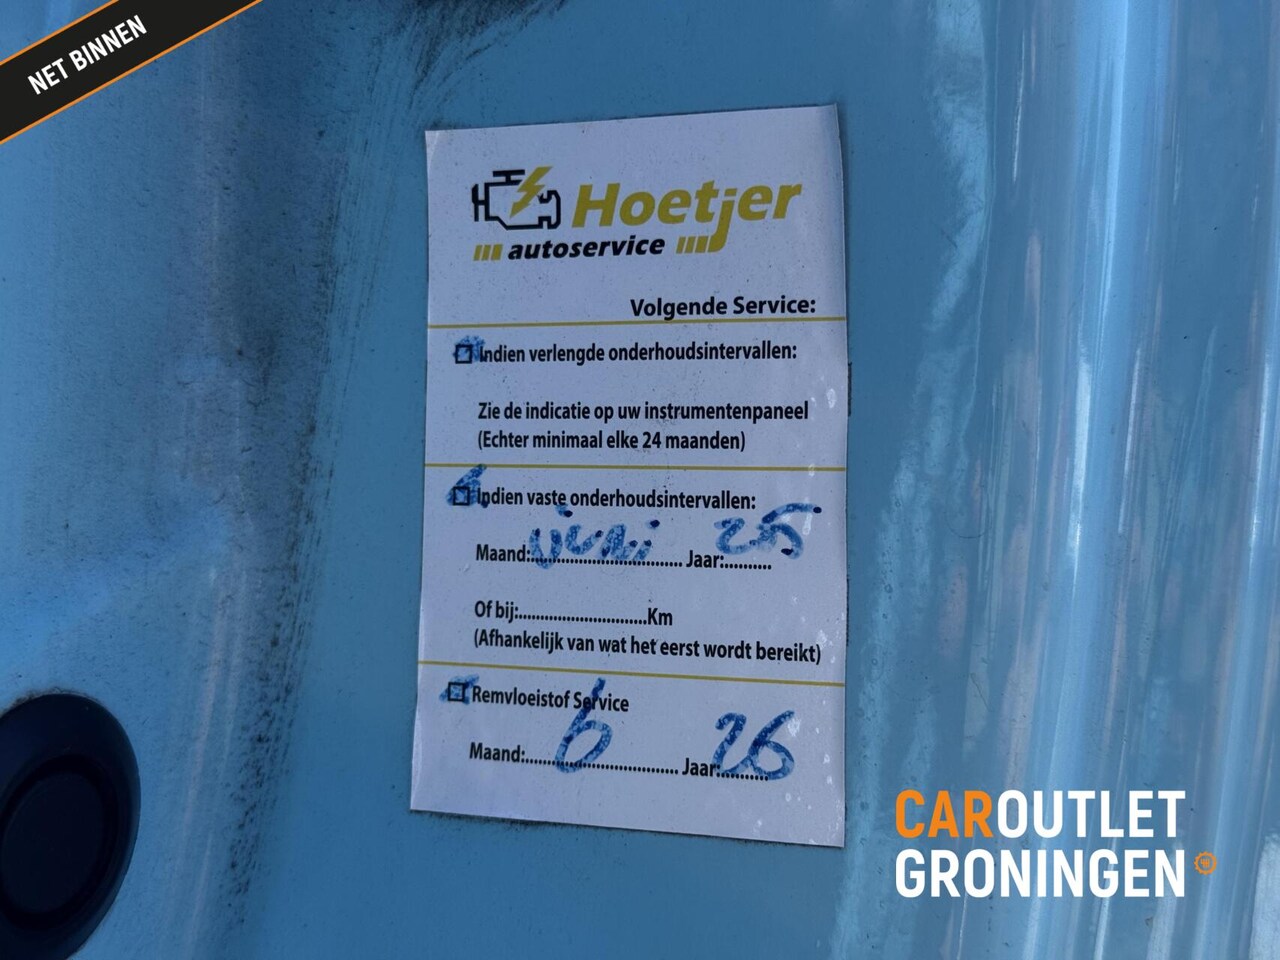 NET BINNEN
Hoetjer
autoservice
Volgende Service:
Indien verlengde onderhoudsintervallen:
Zie de indicatie op uw instrumentenpaneel
(Echter minimaal elke 24 maanden)
Indien vaste onderhoudsintervallen:
Maand: juni Jaar: 25
Of bij:..............................Km
(Afhankelijk van wat het eerst wordt bereikt)
Remvloeistof Service
Maand: 6 Jaar: 26
CAROUTLET
GRONINGEN